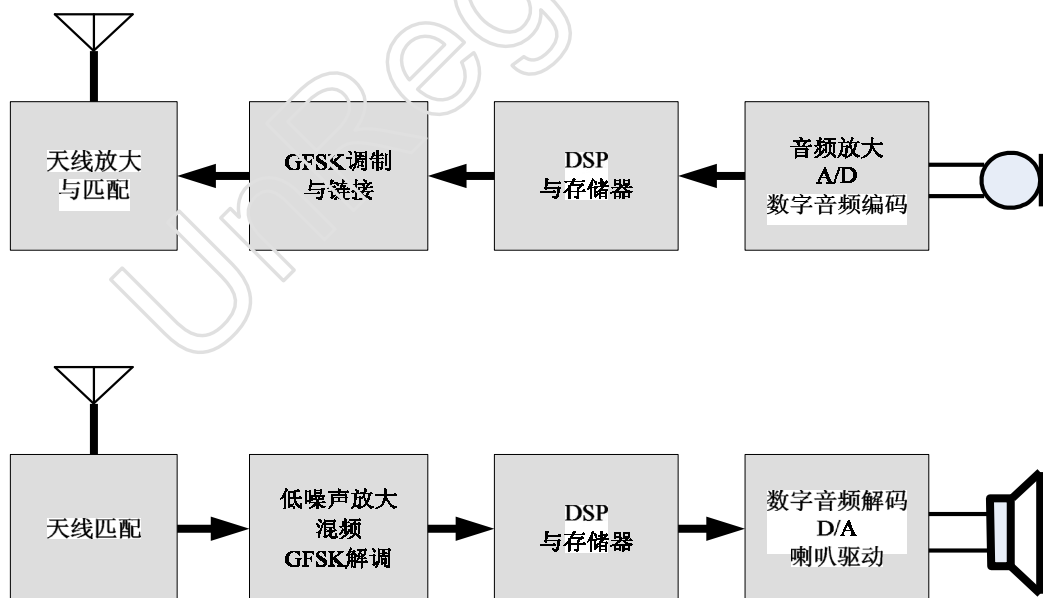 UnReg
天线放大
与匹配
GFSK调制
与链接
DSP
与存储器
音频放大
A/D
数字音频编码
天线匹配
低噪声放大
混频
GFSK解调
DSP
与存储器
数字音频解码
D/A
喇叭驱动